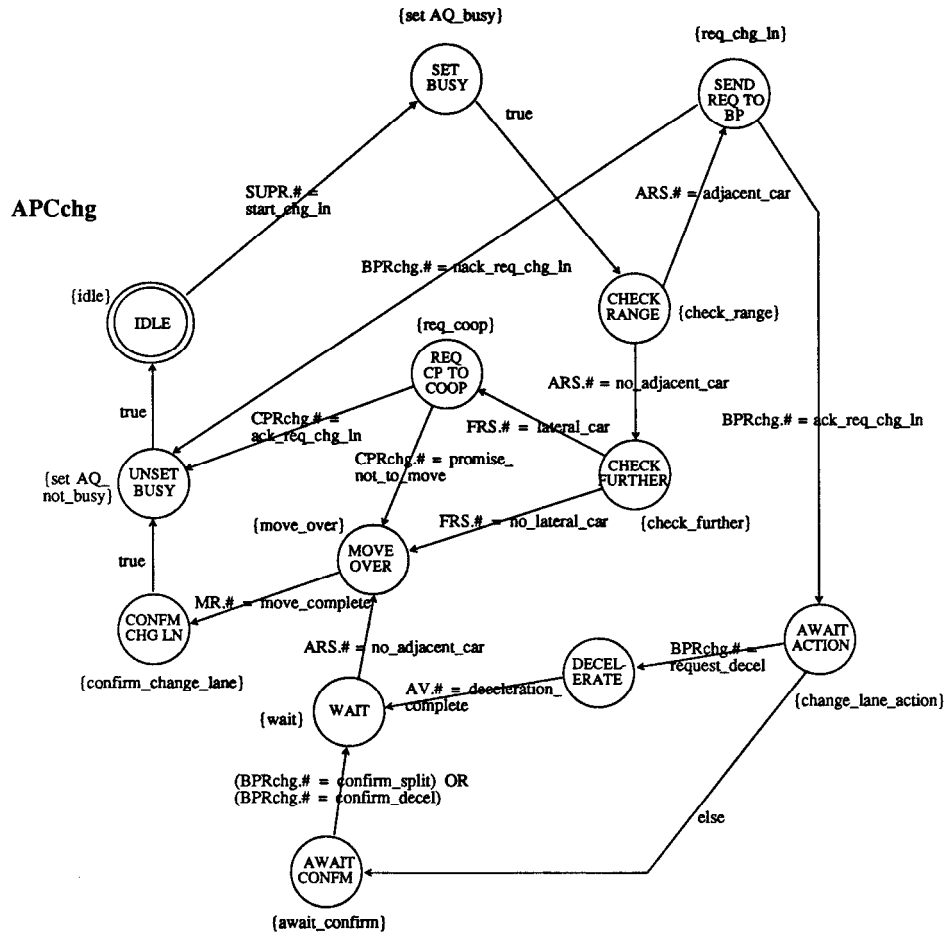 {set AQ_busy}
SET
BUSY
{req_chg_ln}
SEND
REQ TO
BP
true
SUPR.# =
start_chg_ln
ARS.# = adjacent_car
APCchg
BPRchg.# = nack_req_chg_ln
{idle}
IDLE
CHECK
RANGE
{check_range}
{req_coop}
REQ
CP TO
COOP
ARS.# = no_adjacent_car
true
CPRchg.# =
ack_req_chg_ln
FRS.# = lateral_car
BPRchg.# = ack_req_chg_ln
CPRchg.# = promise_
not_to_move
CHECK
FURTHER
{set AQ_
not_busy}
UNSET
BUSY
{move_over}
FRS.# = no_lateral_car
{check_further}
MOVE
OVER
true
MR.# = move_complete
CONFM
CHG LN
ARS.# = no_adjacent_car
AWAIT
ACTION
BPRchg.# =
request_decel
DECEL-
ERATE
{confirm_change_lane}
AV.# = deceleration_
complete
{change_lane_action}
{wait}
WAIT
(BPRchg.# = confirm_split) OR
(BPRchg.# = confirm_decel)
else
AWAIT
CONFM
{await_confirm}